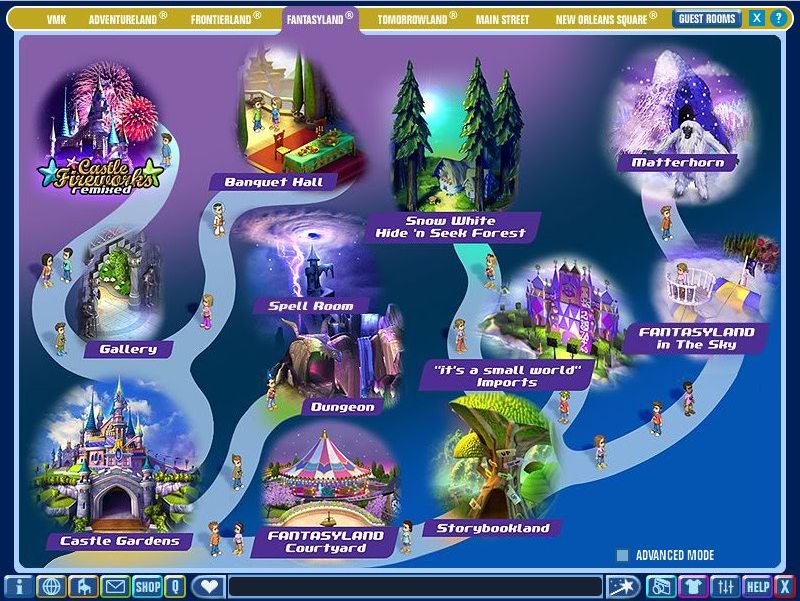 VMK ADVENTURELAND® FRONTIERLAND® FANTASYLAND® TOMORROWLAND® MAIN STREET NEW ORLEANS SQUARE® GUEST ROOMS X ?
Castle
Fireworks
remixed
Banquet Hall
Snow White
Hide 'n Seek Forest
Matterhorn
Gallery
Spell Room
Dungeon
"it's a small world"
Imports
FANTASYLAND
in The Sky
Castle Gardens
FANTASYLAND
Courtyard
Storybookland
ADVANCED MODE
i SHOP Q HELP X